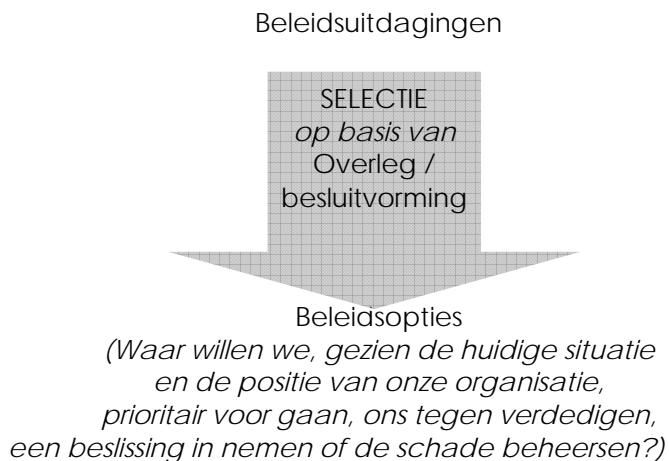 Beleidsuitdagingen
SELECTIE
op basis van
Overleg /
besluitvorming
Beleidsopties
(Waar willen we, gezien de huidige situatie
en de positie van onze organisatie,
prioritair voor gaan, ons tegen verdedigen,
een beslissing in nemen of de schade beheersen?)